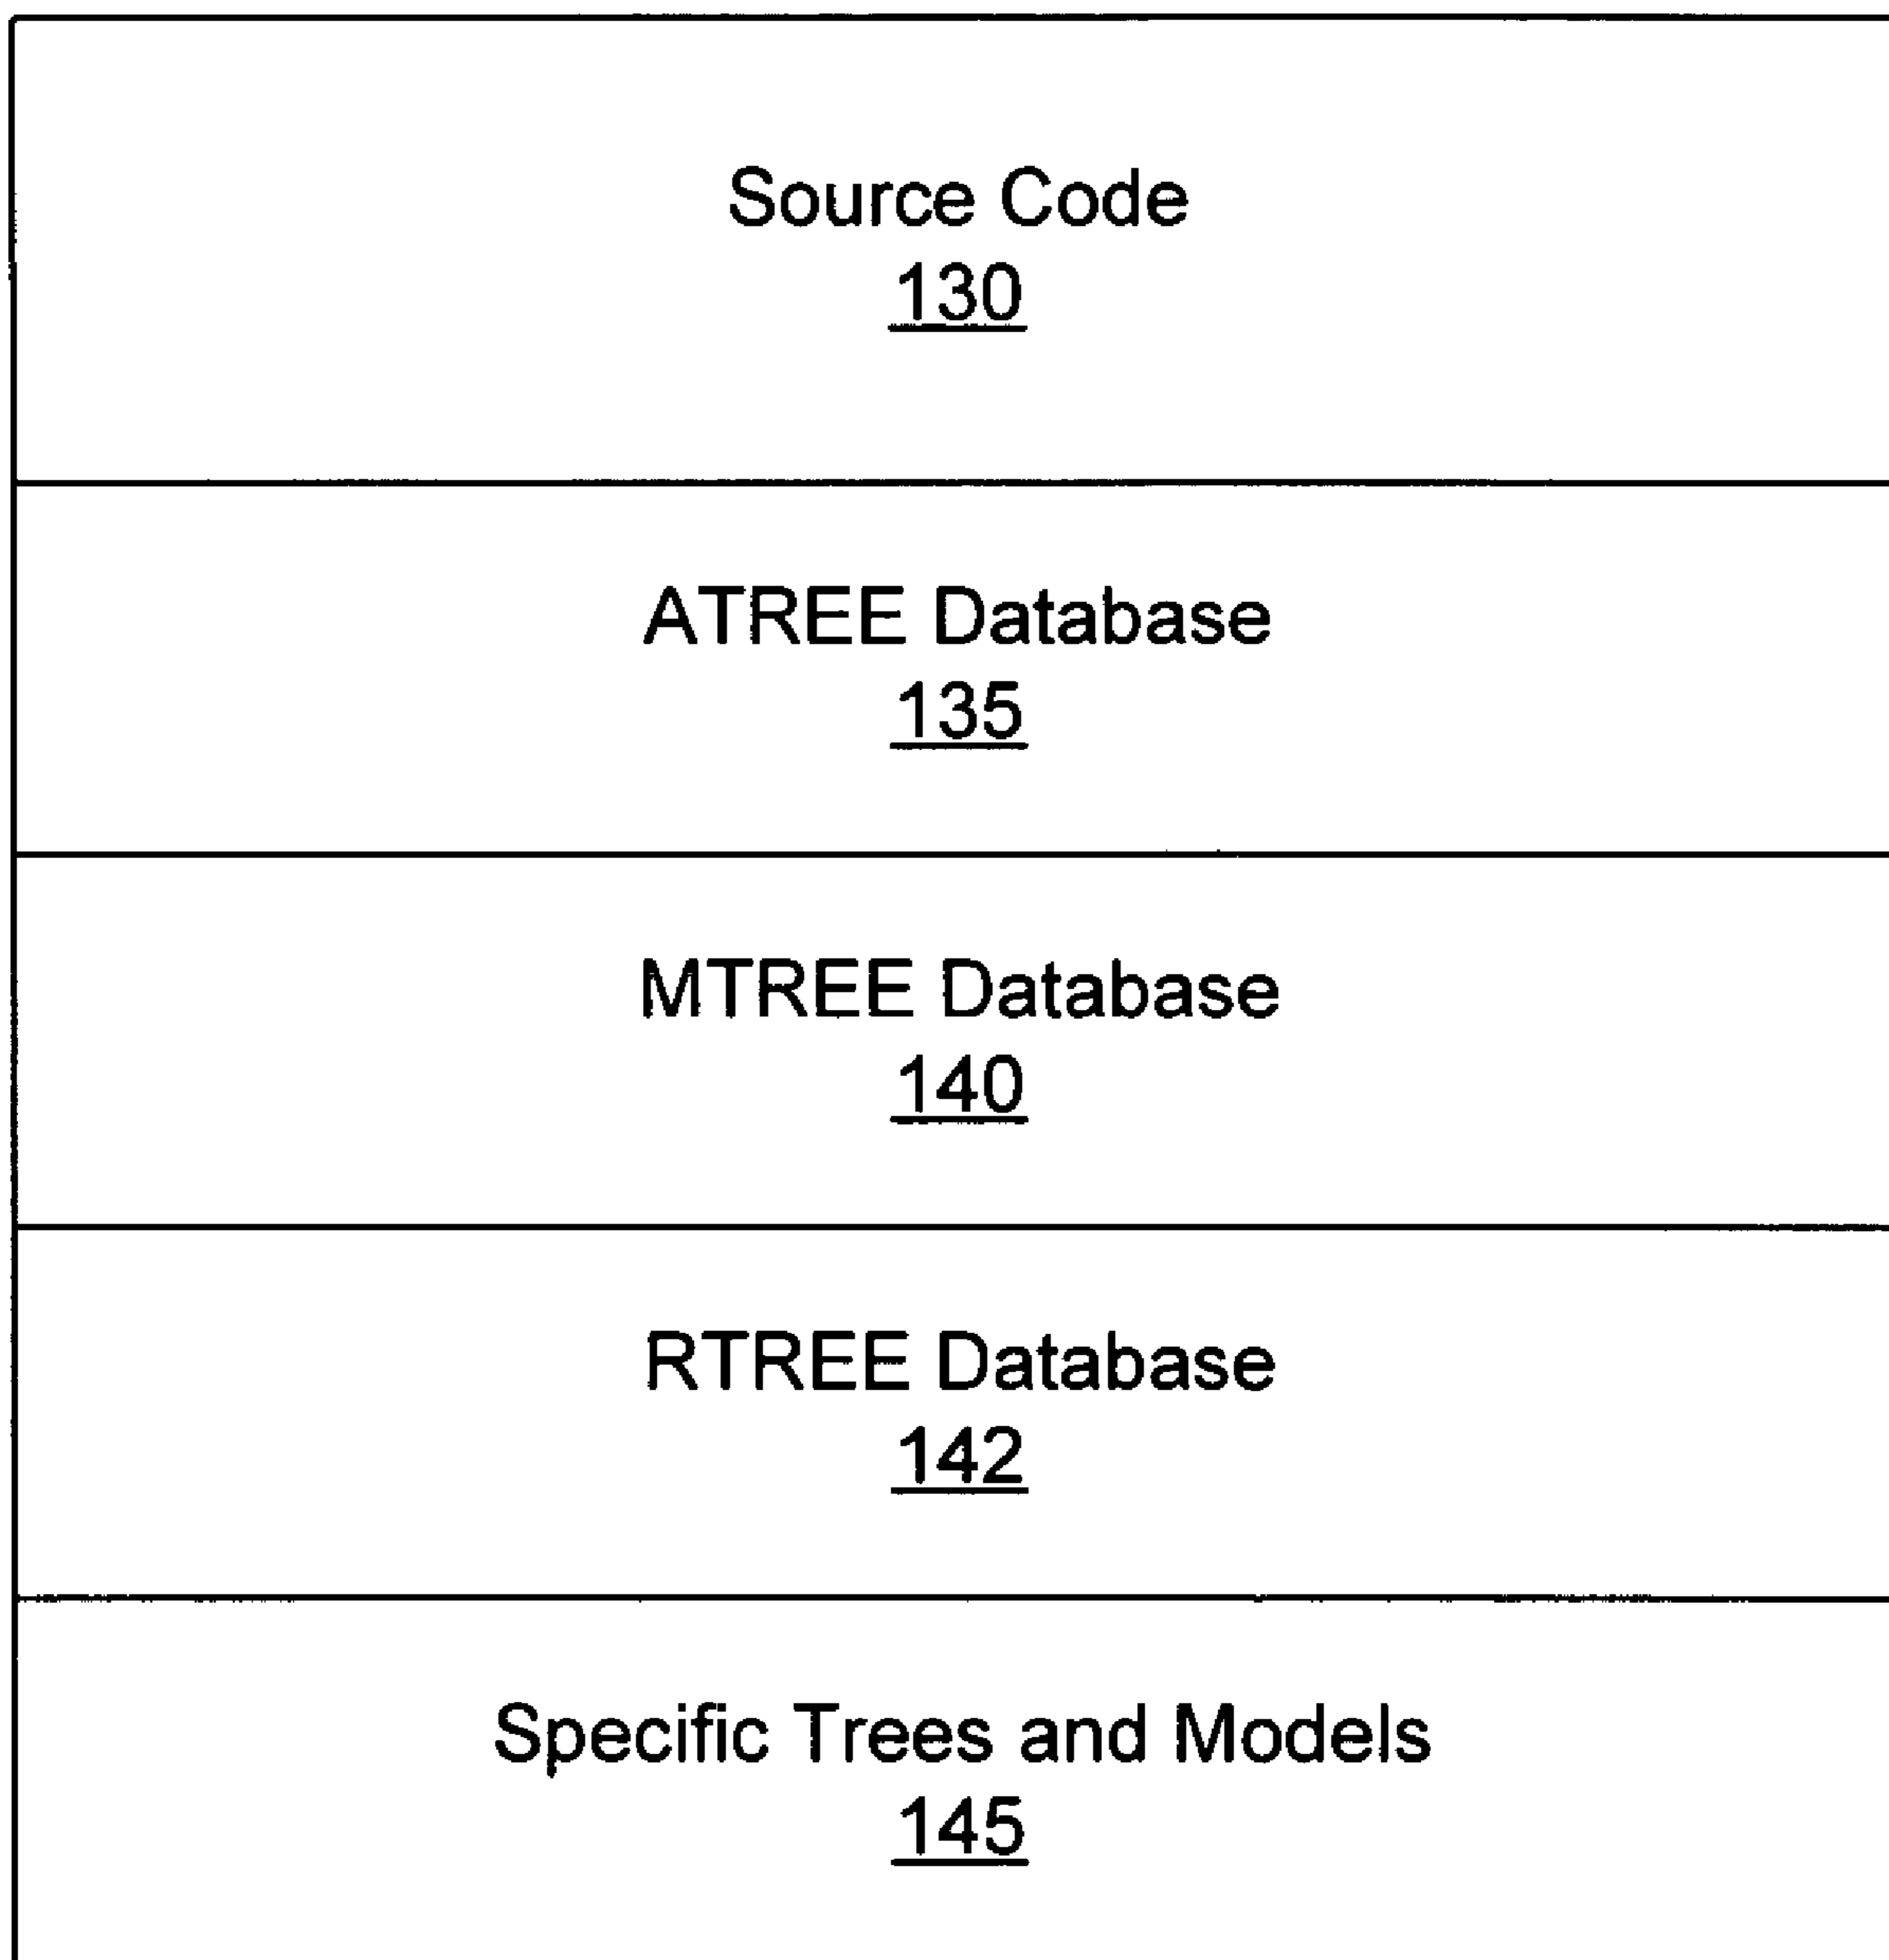 Source Code
130
ATREE Database
135
MTREE Database
140
RTREE Database
142
Specific Trees and Models
145